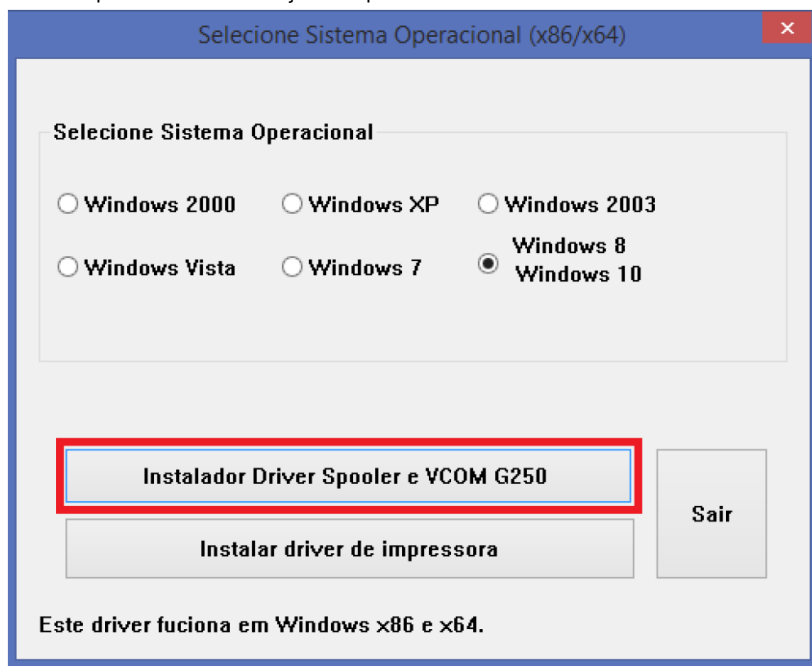 Selecione Sistema Operacional (x86/x64)
Selecione Sistema Operacional
Windows 2000 Windows XP Windows 2003
Windows Vista Windows 7 Windows 8
Windows 10
Instalador Driver Spooler e VCOM G250
Sair
Instalar driver de impressora
Este driver fuciona em Windows x86 e x64.